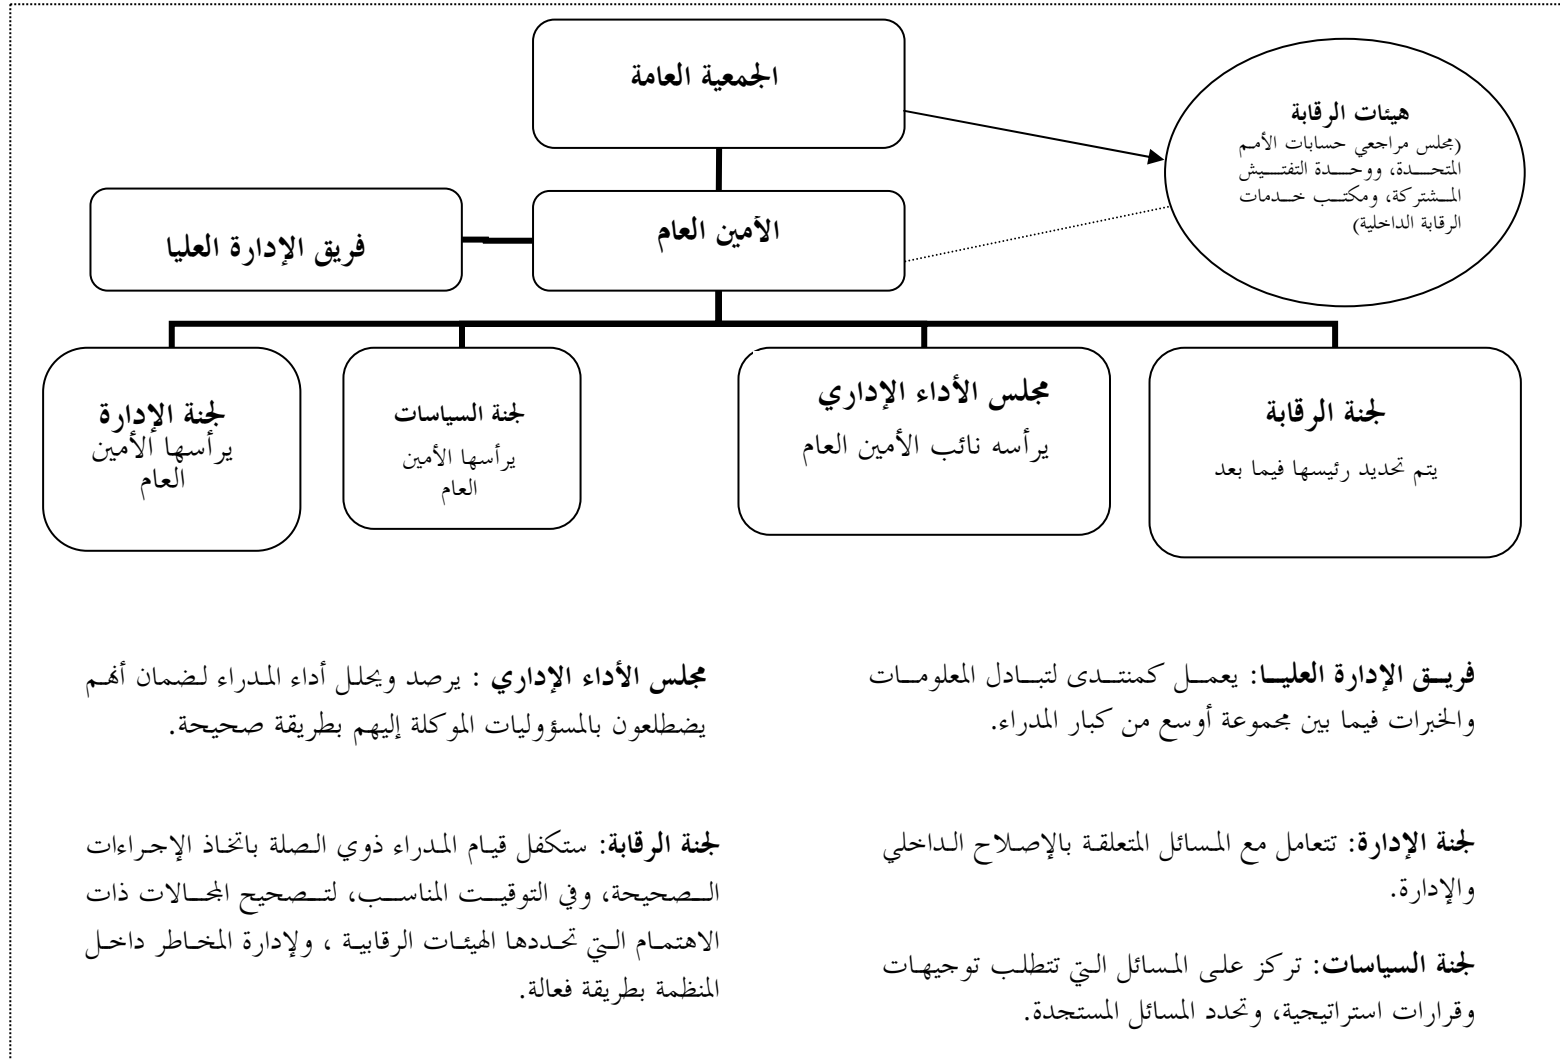 الجمعية العامة
هيئات الرقابة
(مجلس مراجعي حسابات الأمم
المتحدة، ووحدة التفتيش
المشتركة، ومكتب خدمات
الرقابة الداخلية)
الأمين العام
فريق الإدارة العليا
لجنة الرقابة
يتم تحديد رئيسها فيما بعد
مجلس الأداء الإداري
يرأسه نائب الأمين العام
لجنة السياسات
يرأسها الأمين
العام
لجنة الإدارة
يرأسها الأمين
العام
فريق الإدارة العليا: يعمل كمنتدى لتبادل المعلومات
والخبرات فيما بين مجموعة أوسع من كبار المدراء.
لجنة الإدارة: تتعامل مع المسائل المتعلقة بالإصلاح الداخلي
والإدارة.
لجنة السياسات: تركز على المسائل التي تتطلب توجيهات
وقرارات استراتيجية، وتحدد المسائل المستجدة.
مجلس الأداء الإداري : يرصد ويحلل أداء المدراء لضمان أنهم
يضطلعون بالمسؤوليات الموكلة إليهم بطريقة صحيحة.
لجنة الرقابة: ستكفل قيام المدراء ذوي الصلة باتخاذ الإجراءات
الصحيحة، وفي التوقيت المناسب، لتصحيح المجالات ذات
الاهتمام التي تحددها الهيئات الرقابية ، ولإدارة المخاطر داخل
المنظمة بطريقة فعالة.